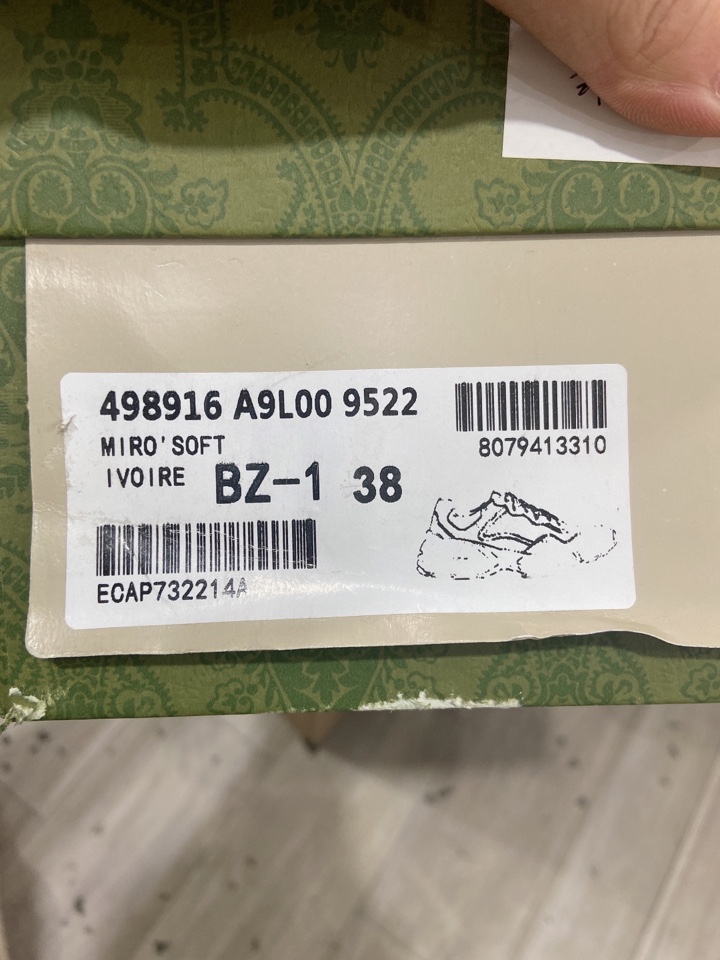 498916 A9L00 9522
8079413310
MIRO'SOFT
IVOIRE
BZ-1 38
ECAP732214A